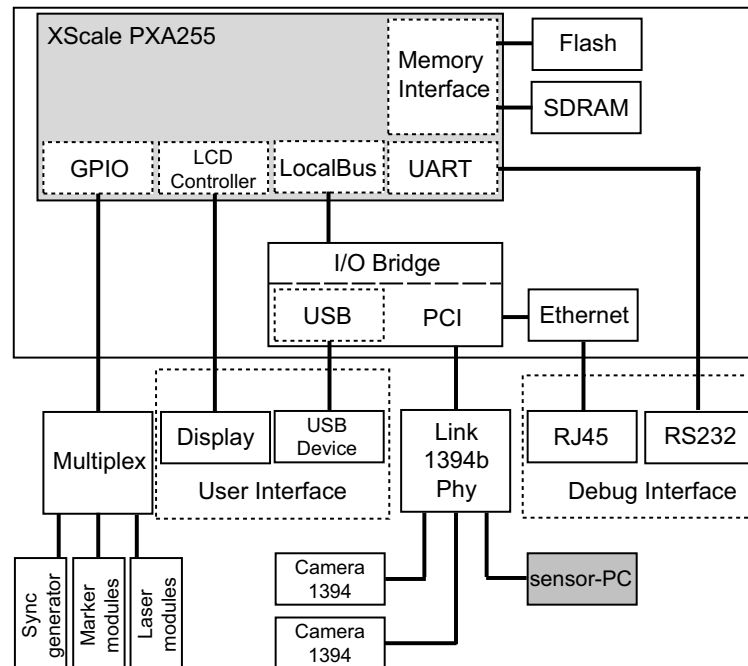 XScale PXA255
Memory
Interface
Flash
SDRAM
GPIO
LCD
Controller
LocalBus
UART
I/O Bridge
USB
PCI
Ethernet
Multiplex
Display
USB
Device
User Interface
Link
1394b
Phy
RJ45
RS232
Debug Interface
Sync
generator
Marker
modules
Laser
modules
Camera
1394
Camera
1394
sensor-PC